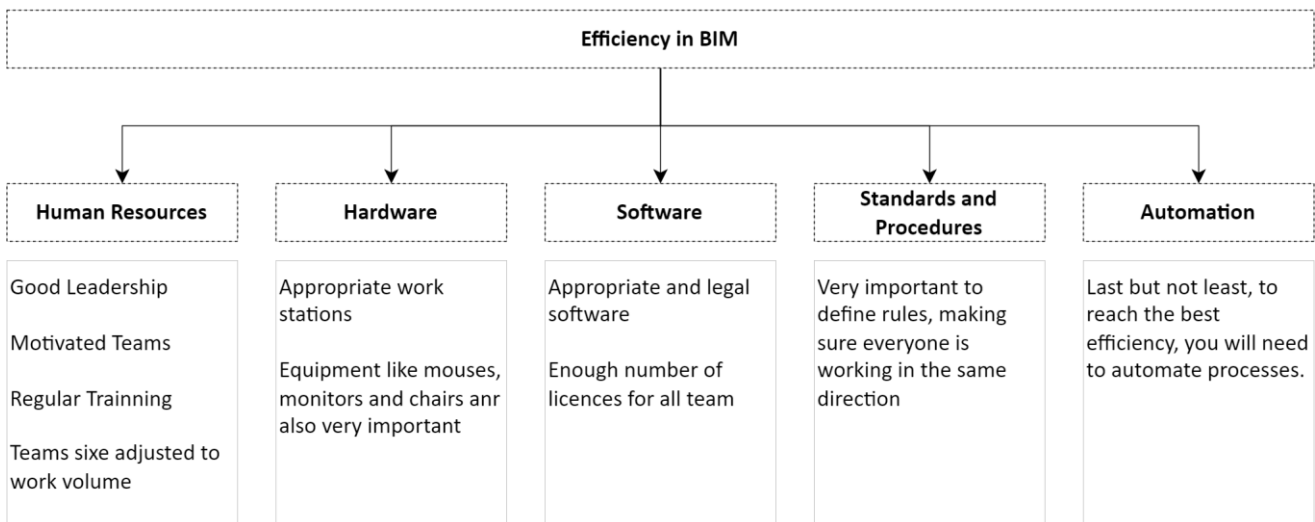 Efficiency in BIM
Human Resources
Good Leadership
Motivated Teams
Regular Trainning
Teams sixe adjusted to
work volume
Hardware
Appropriate work
stations
Equipment like mouses,
monitors and chairs anr
also very important
Software
Appropriate and legal
software
Enough number of
licences for all team
Standards and
Procedures
Very important to
define rules, making
sure everyone is
working in the same
direction
Automation
Last but not least, to
reach the best
efficiency, you will need
to automate processes.